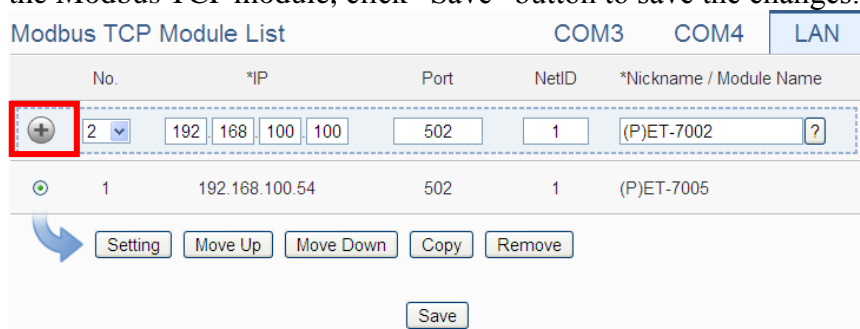 the Modbus TCP module, click "Save" button to save the changes.
Modbus TCP Module List COM3 COM4 LAN
No. *IP Port NetID *Nickname / Module Name
2 192 . 168 . 100 . 100 502 1 (P)ET-7002 ?
1 192.168.100.54 502 1 (P)ET-7005
Setting Move Up Move Down Copy Remove
Save